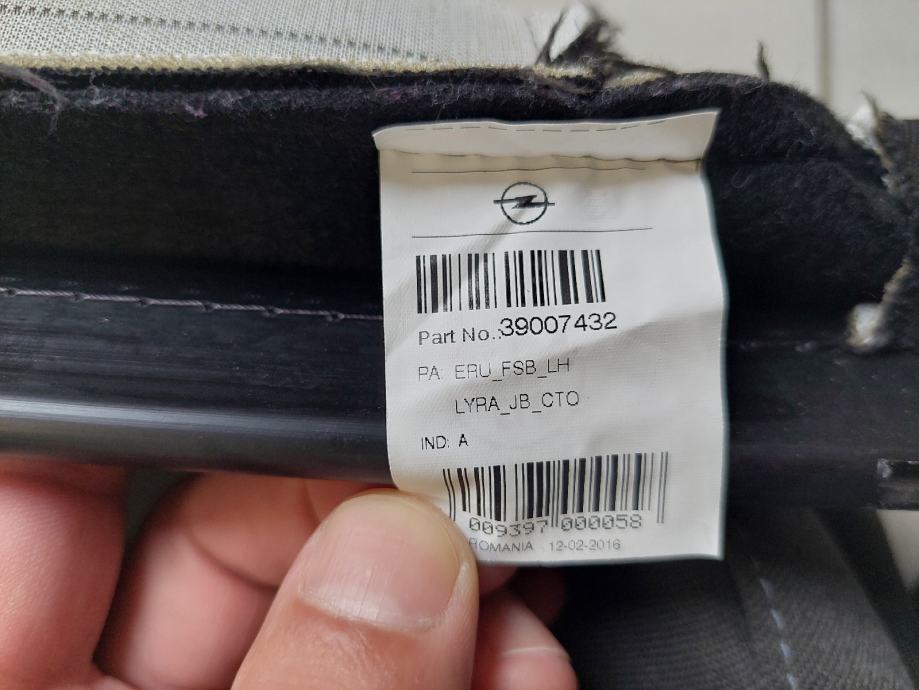 Part No.:39007432
PA: ERU_FSB_LH
LYRA_JB_CTO
IND: A
009397 000058
ROMANIA 12-02-2016